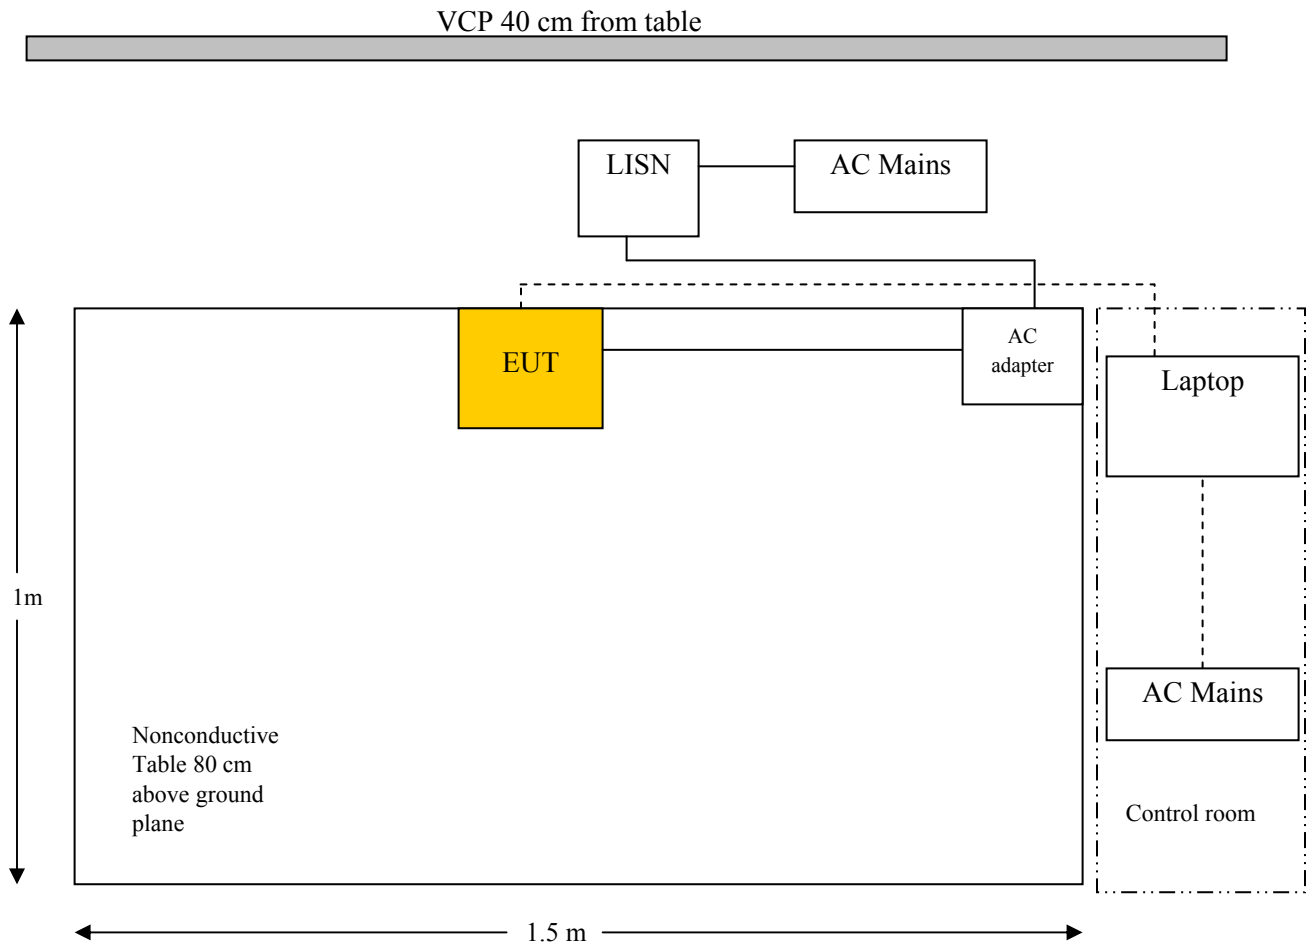 VCP 40 cm from table
LISN
AC Mains
EUT
AC
adapter
Laptop
1m
AC Mains
Nonconductive
Table 80 cm
above ground
plane
Control room
1.5 m